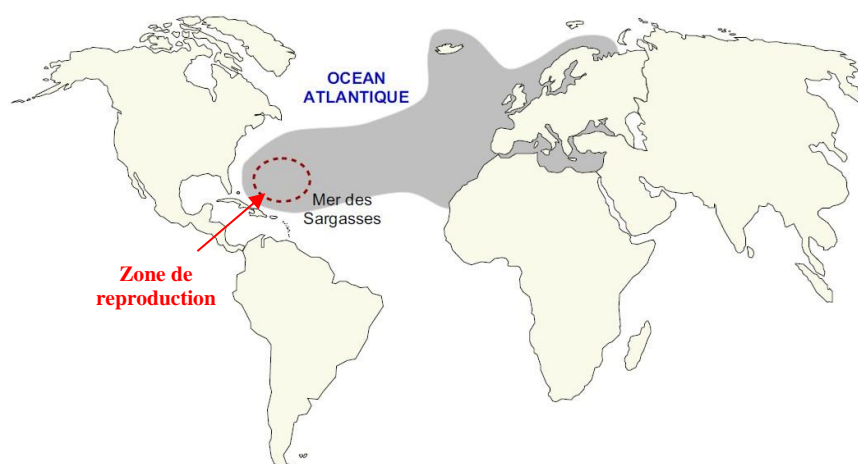 OCEAN
ATLANTIQUE
Mer des
Sargasses
Zone de
reproduction